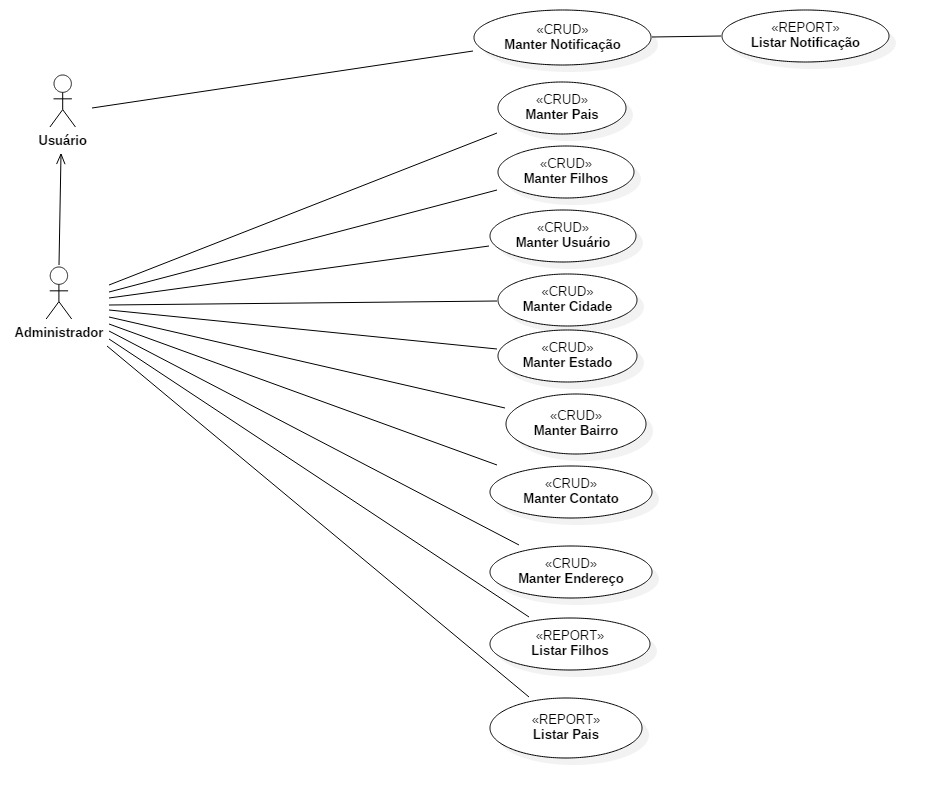 «CRUD»
Manter Notificação
«REPORT»
Listar Notificação
Usuário
«CRUD»
Manter Pais
«CRUD»
Manter Filhos
«CRUD»
Manter Usuário
Administrador
«CRUD»
Manter Cidade
«CRUD»
Manter Estado
«CRUD»
Manter Bairro
«CRUD»
Manter Contato
«CRUD»
Manter Endereço
«REPORT»
Listar Filhos
«REPORT»
Listar Pais